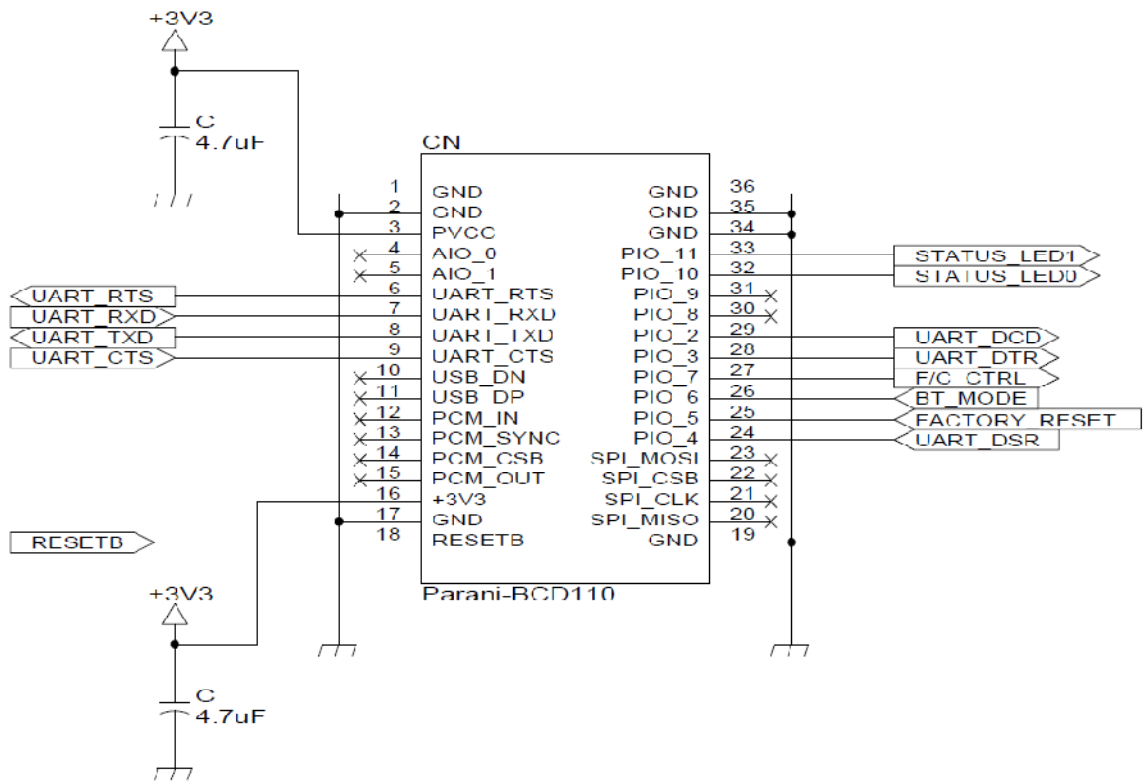 +3V3
C
4.7uF
CN
1 GND GND 36
2 GND GND 35
3 PVCC GND 34
4 AIO_0 PIO_11 33 STATUS_LED1
5 AIO_1 PIO_10 32 STATUS_LED0
UART_RTS 6 UART_RTS PIO_9 31
UART_RXD 7 UART_RXD PIO_8 30
UART_TXD 8 UART_TXD PIO_2 29 UART_DCD
UART_CTS 9 UART_CTS PIO_3 28 UART_DTR
10 USB_DN PIO_7 27 F/C_CTRL
11 USB_DP PIO_6 26 BT_MODE
12 PCM_IN PIO_5 25 FACTORY_RESET
13 PCM_SYNC PIO_4 24 UART_DSR
14 PCM_CSB SPI_MOSI 23
15 PCM_OUT SPI_CSB 22
16 +3V3 SPI_CLK 21
17 GND SPI_MISO 20
RESETB 18 RESETB GND 19
Parani-BCD110
+3V3
C
4.7uF